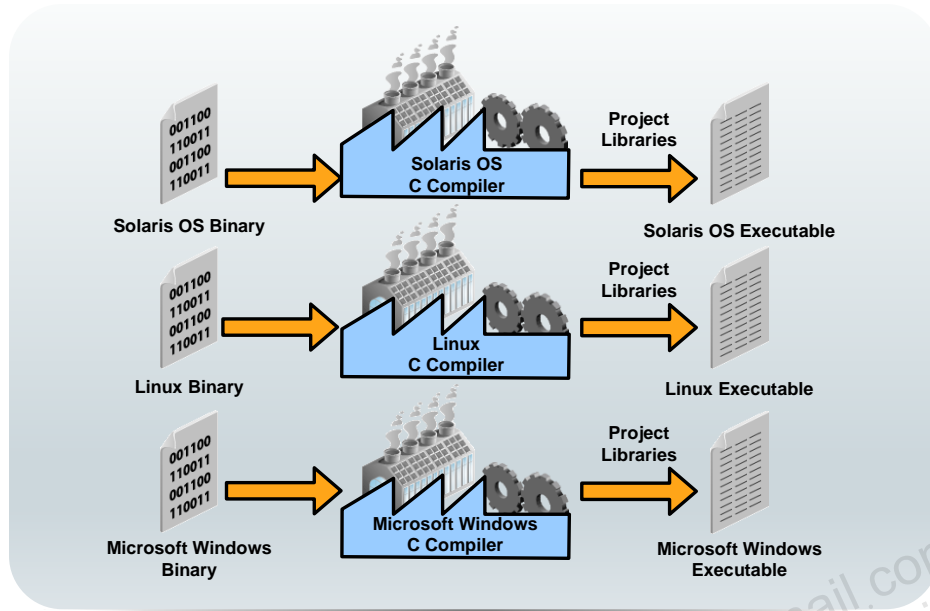 001100
110011
001100
110011
Solaris OS Binary
Solaris OS
C Compiler
Project
Libraries
Solaris OS Executable
001100
110011
001100
110011
Linux Binary
Linux
C Compiler
Project
Libraries
Linux Executable
001100
110011
001100
110011
Microsoft Windows
Binary
Microsoft Windows
C Compiler
Project
Libraries
Microsoft Windows
Executable